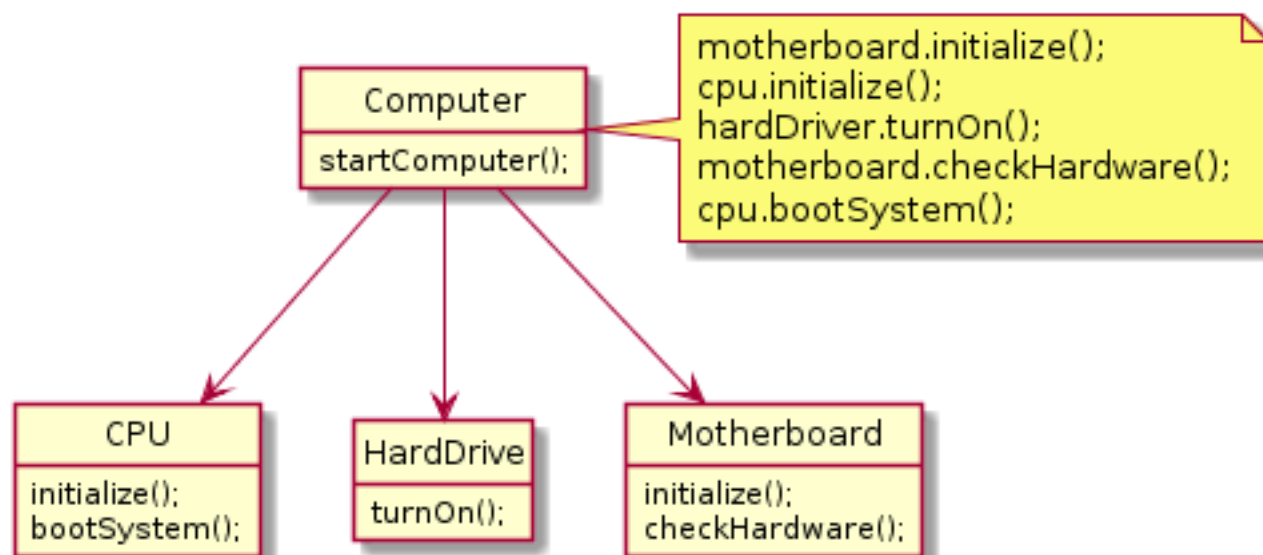 Computer
startComputer();
motherboard.initialize();
cpu.initialize();
hardDriver.turnOn();
motherboard.checkHardware();
cpu.bootSystem();
CPU
initialize();
bootSystem();
HardDrive
turnOn();
Motherboard
initialize();
checkHardware();